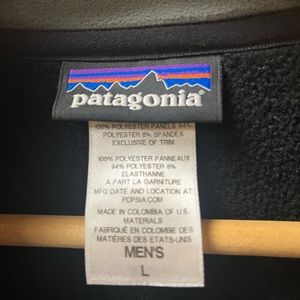 patagonia
100% POLYESTER PANELS 94%
POLYESTER 6% SPANDEX
EXCLUSIVE OF TRIM
100% POLYESTER PANNEAUX
94% POLYESTER 6%
ELASTHANNE
A PART LA GARNITURE
MFG DATE AND LOCATION AT
PCPSIA.COM
MADE IN COLOMBIA OF U.S.
MATERIALS
FABRIQUÉ EN COLOMBIE DES
MATIÈRES DES ETATS-UNIS
MEN'S
L